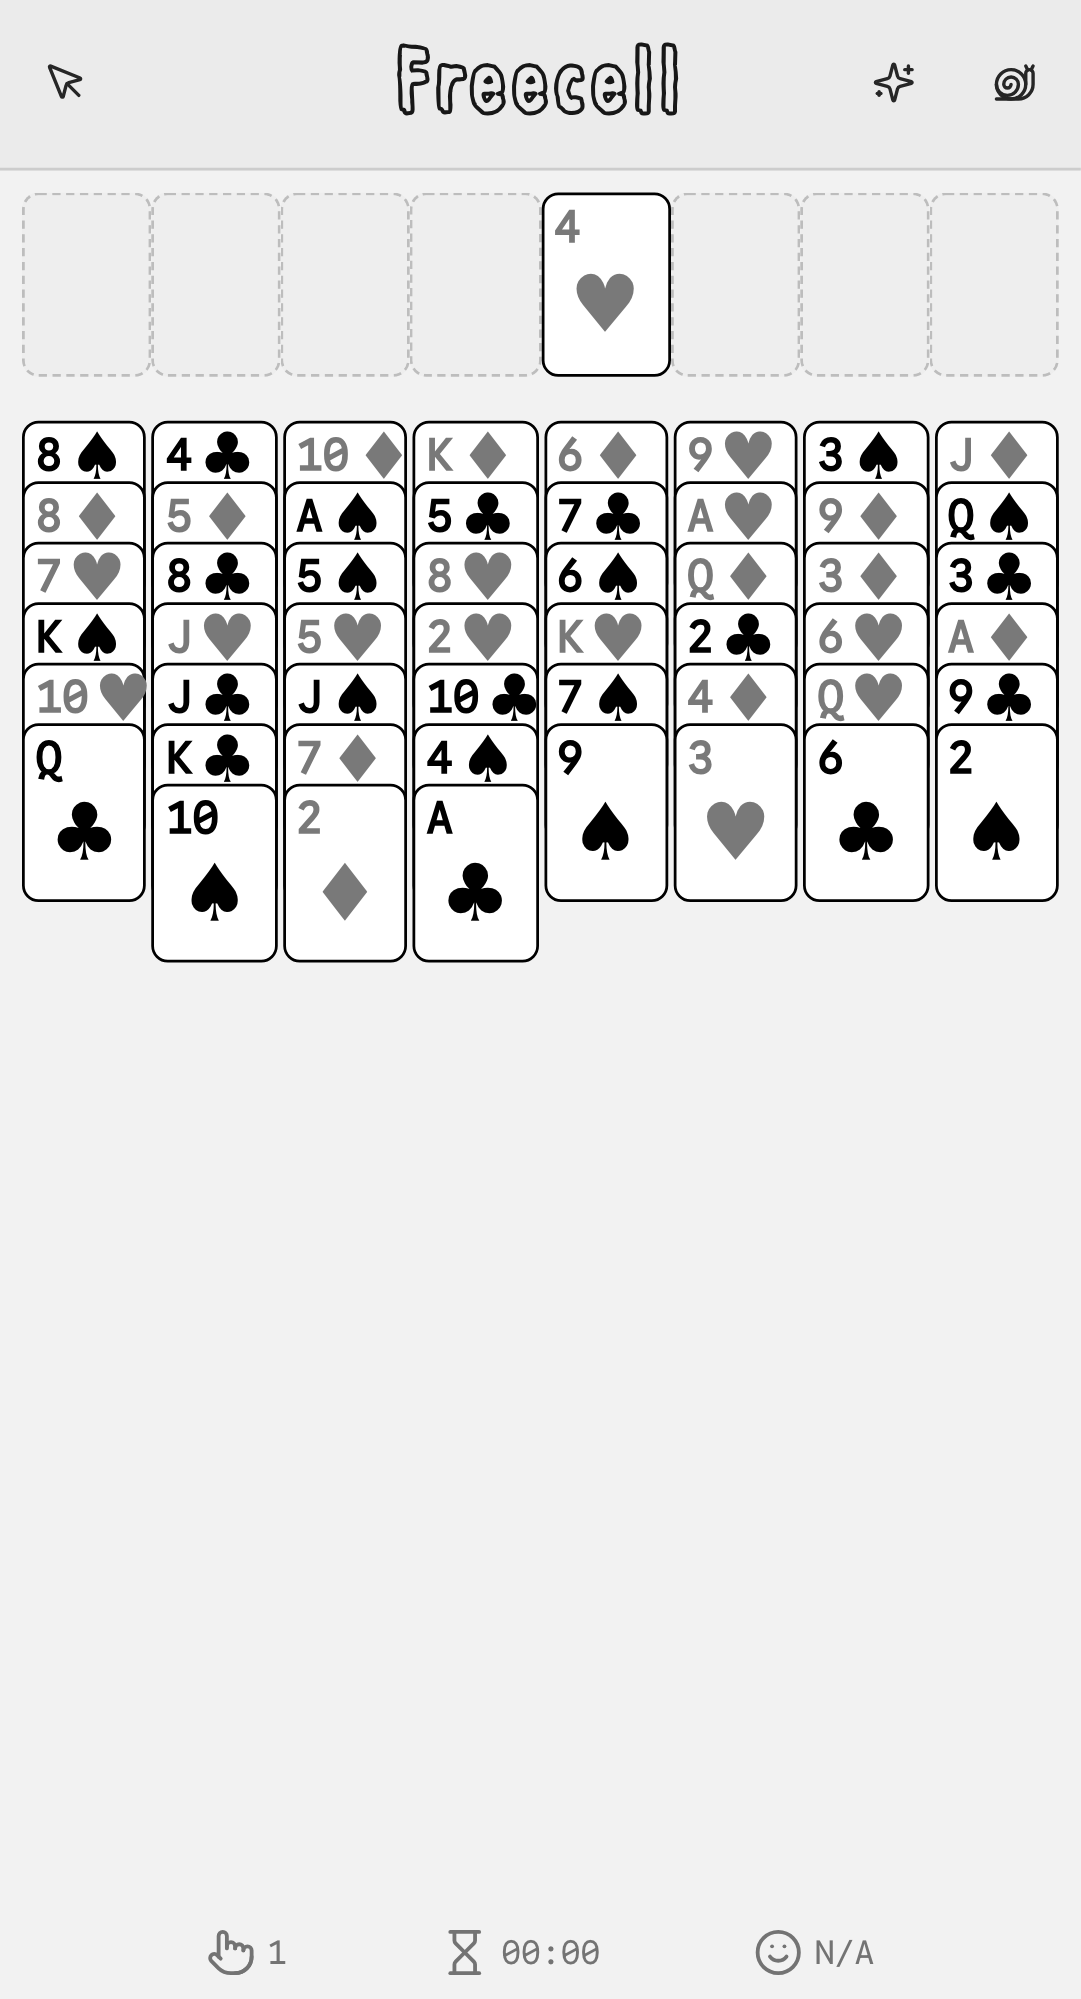 Freecell
4
8 4 10 K 6 9 3 J
8 5 A 5 7 A 9 Q
7 8 5 8 6 Q 3 3
K J 5 2 K 2 6 A
10 J J 10 7 4 Q 9
Q K 7 4 9 3 6 2
10 2 A
1 00:00 N/A